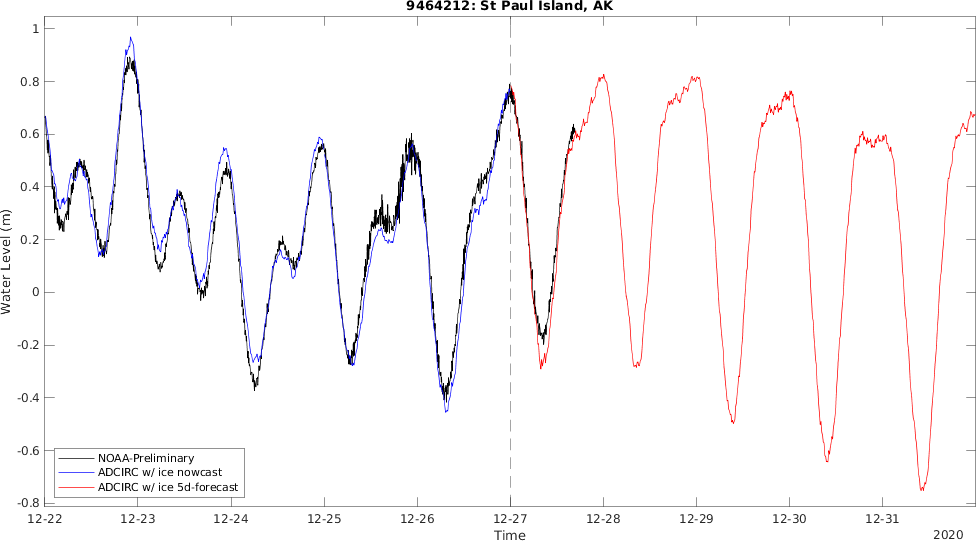 9464212: St Paul Island, AK
1
0.8
0.6
0.4
0.2
0
-0.2
-0.4
-0.6
-0.8
Water Level (m)
NOAA-Preliminary
ADCIRC w/ ice nowcast
ADCIRC w/ ice 5d-forecast
12-22 12-23 12-24 12-25 12-26 12-27 12-28 12-29 12-30 12-31
Time
2020